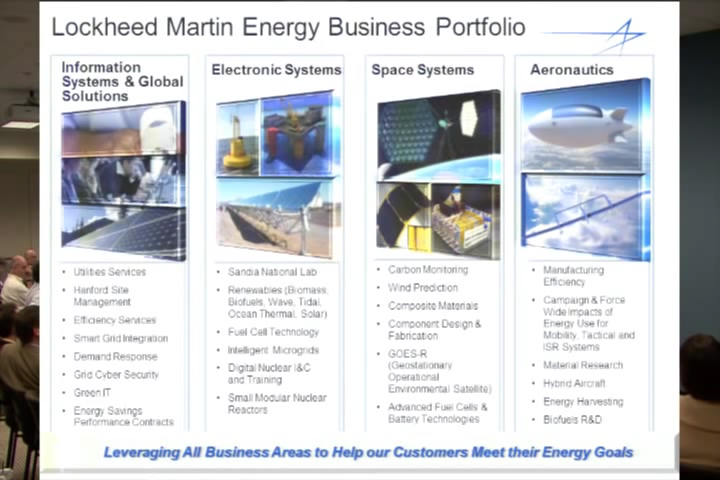 Lockheed Martin Energy Business Portfolio
Information
Systems & Global
Solutions
• Utilities Services
• Hanford Site
Management
• Efficiency Services
• Smart Grid Integration
• Demand Response
• Grid Cyber Security
• Green IT
• Energy Savings
Performance Contracts
Electronic Systems
• Sandia National Lab
• Renewables (Biomass,
Biofuels, Wave, Tidal,
Ocean Thermal, Solar)
• Fuel Cell Technology
• Intelligent Microgrids
• Digital Nuclear I&C
and Training
• Small Modular Nuclear
Reactors
Space Systems
• Carbon Monitoring
• Wind Prediction
• Composite Materials
• Component Design &
Fabrication
• GOES-R
(Geostationary
Operational
Environmental Satellite)
• Advanced Fuel Cells &
Battery Technologies
Aeronautics
• Manufacturing
Efficiency
• Campaign & Force
Wide Impacts of
Energy Use for
Mobility, Tactical and
ISR Systems
• Material Research
• Hybrid Aircraft
• Energy Harvesting
• Biofuels R&D
Leveraging All Business Areas to Help our Customers Meet their Energy Goals